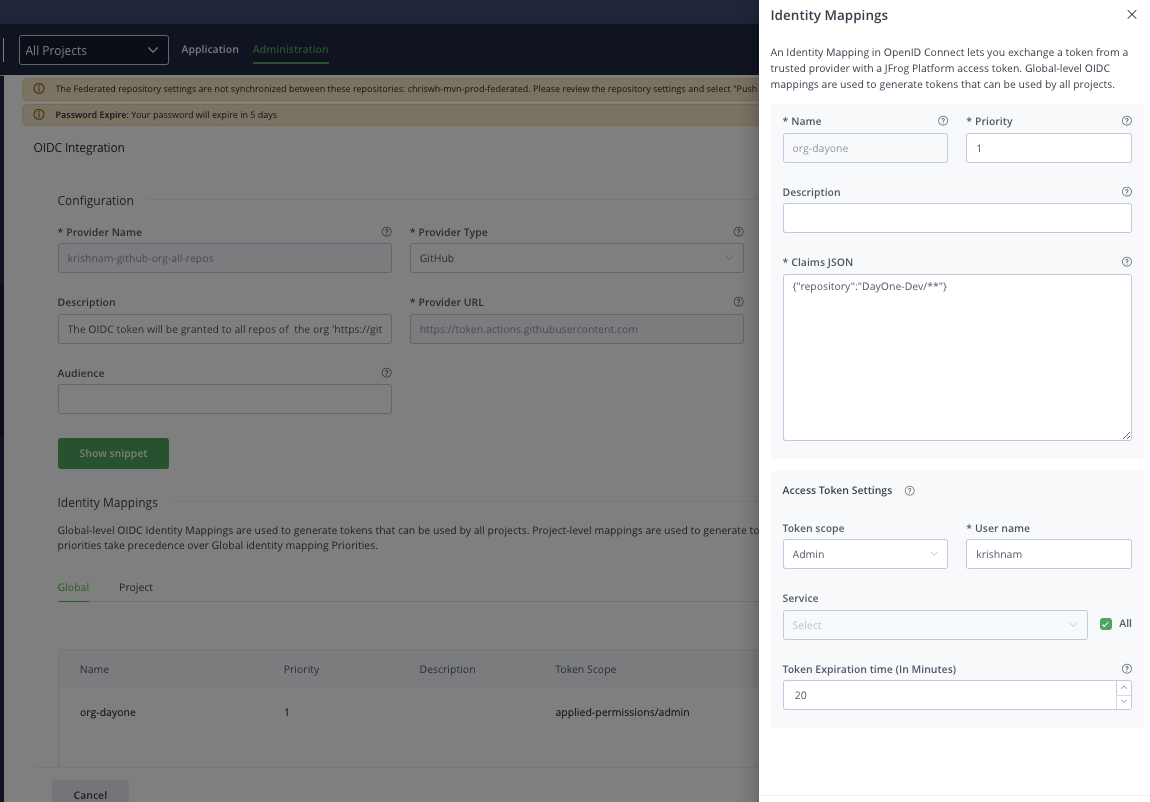 All Projects
Application
Administration
The Federated repository settings are not synchronized between these repositories: chriswh-mvn-prod-federated. Please review the repository settings and select "Push
Password Expire: Your password will expire in 5 days
OIDC Integration
Configuration
* Provider Name
* Provider Type
krishnam-github-org-all-repos
GitHub
Description
* Provider URL
The OIDC token will be granted to all repos of the org 'https://git
https://token.actions.githubusercontent.com
Audience
Show snippet
Identity Mappings
Global-level OIDC Identity Mappings are used to generate tokens that can be used by all projects. Project-level mappings are used to generate to
priorities take precedence over Global identity mapping Priorities.
Global
Project
Name
Priority
Description
Token Scope
org-dayone
1
applied-permissions/admin
Cancel
Identity Mappings
An Identity Mapping in OpenID Connect lets you exchange a token from a
trusted provider with a JFrog Platform access token. Global-level OIDC
mappings are used to generate tokens that can be used by all projects.
* Name
* Priority
org-dayone
1
Description
* Claims JSON
{"repository":"DayOne-Dev/**"}
Access Token Settings
Token scope
* User name
Admin
krishnam
Service
Select
All
Token Expiration time (In Minutes)
20